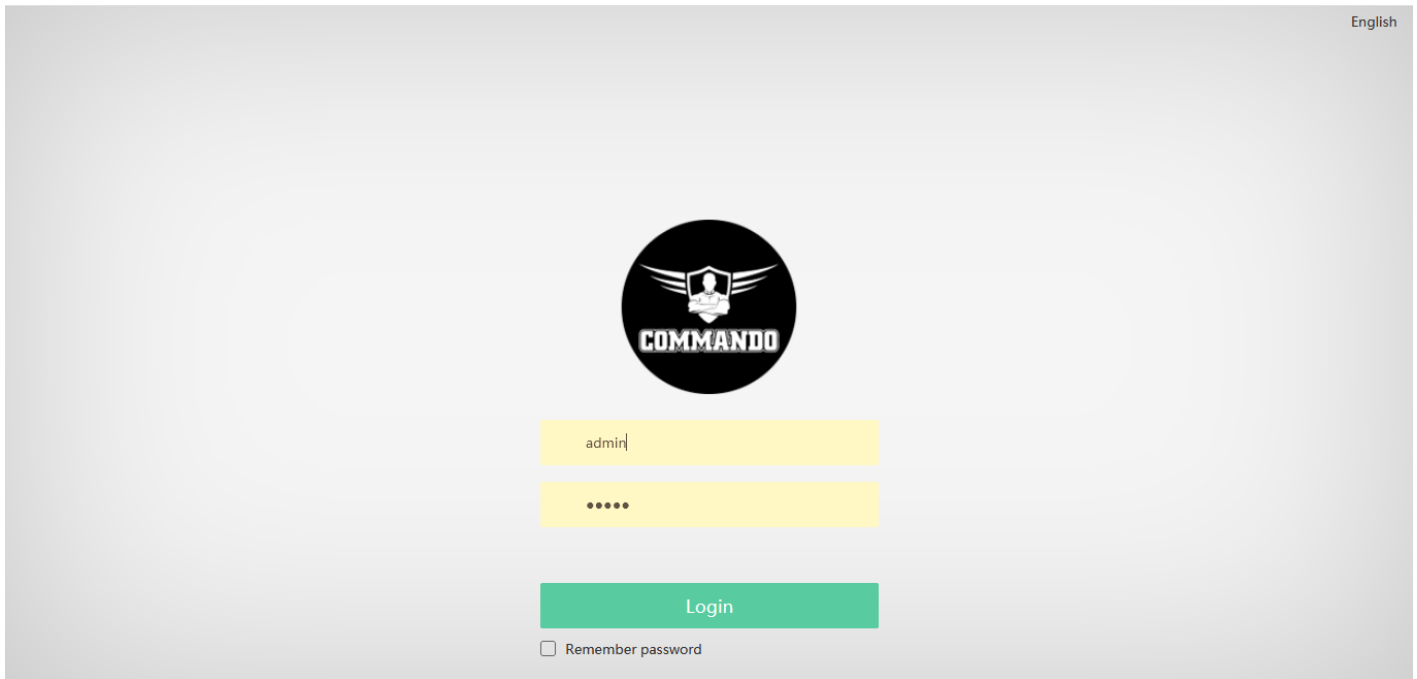 English
COMMANDO
admin
•••••
Login
Remember password